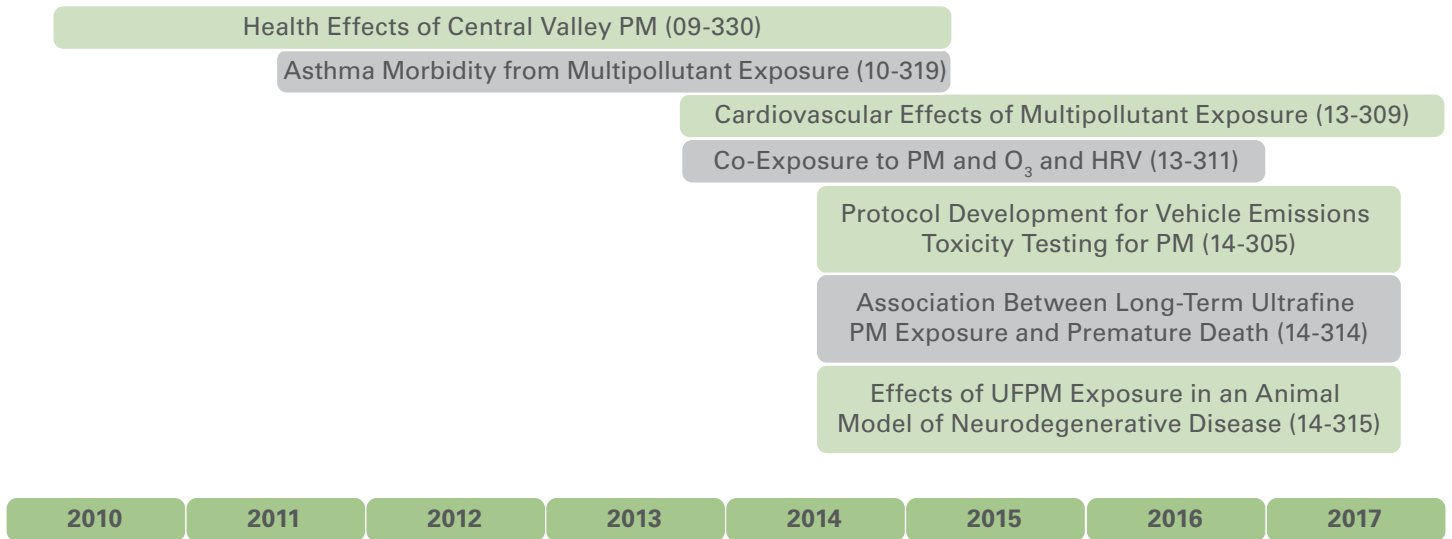 Health Effects of Central Valley PM (09-330)
Asthma Morbidity from Multipollutant Exposure (10-319)
Cardiovascular Effects of Multipollutant Exposure (13-309)
Co-Exposure to PM and O₃ and HRV (13-311)
Protocol Development for Vehicle Emissions
Toxicity Testing for PM (14-305)
Association Between Long-Term Ultrafine
PM Exposure and Premature Death (14-314)
Effects of UFPM Exposure in an Animal
Model of Neurodegenerative Disease (14-315)
2010 2011 2012 2013 2014 2015 2016 2017